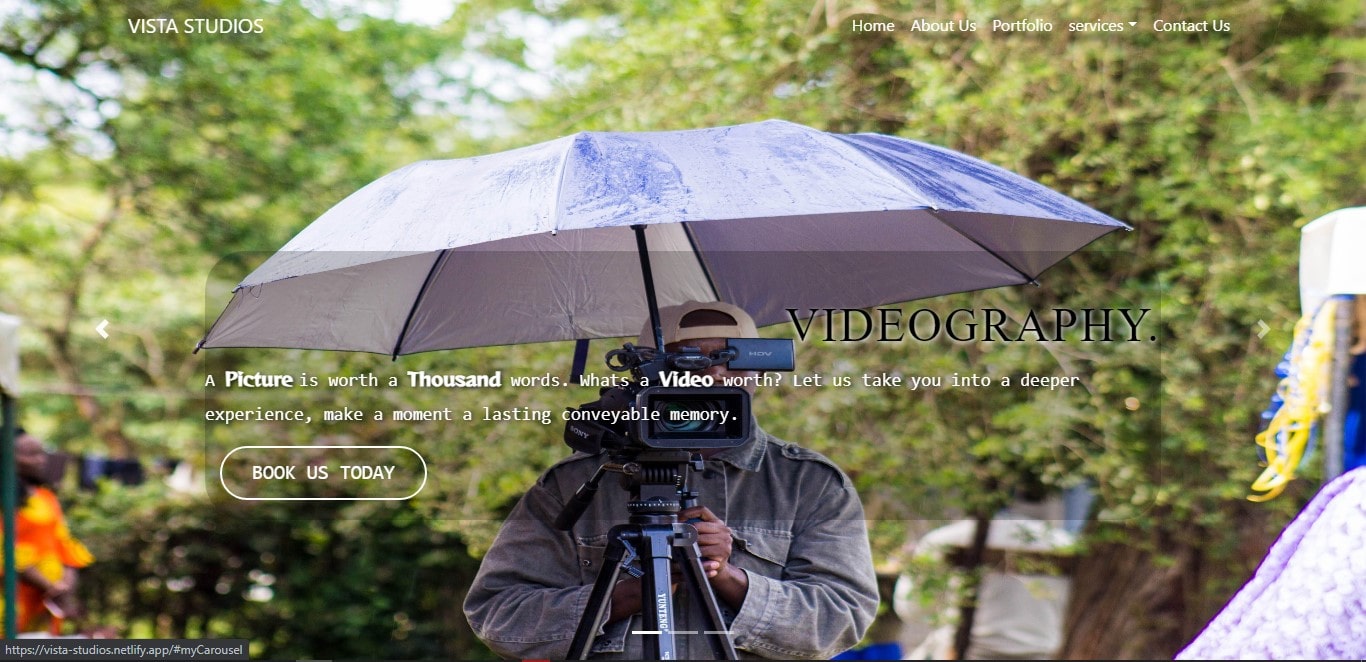 VISTA STUDIOS
Home About Us Portfolio services Contact Us
HDV
VIDEOGRAPHY.
A Picture is worth a Thousand words. Whats a Video worth? Let us take you into a deeper
experience, make a moment a lasting conveyable memory.
SONY
BOOK US TODAY
YUNTENG
https://vista-studios.netlify.app/#myCarousel